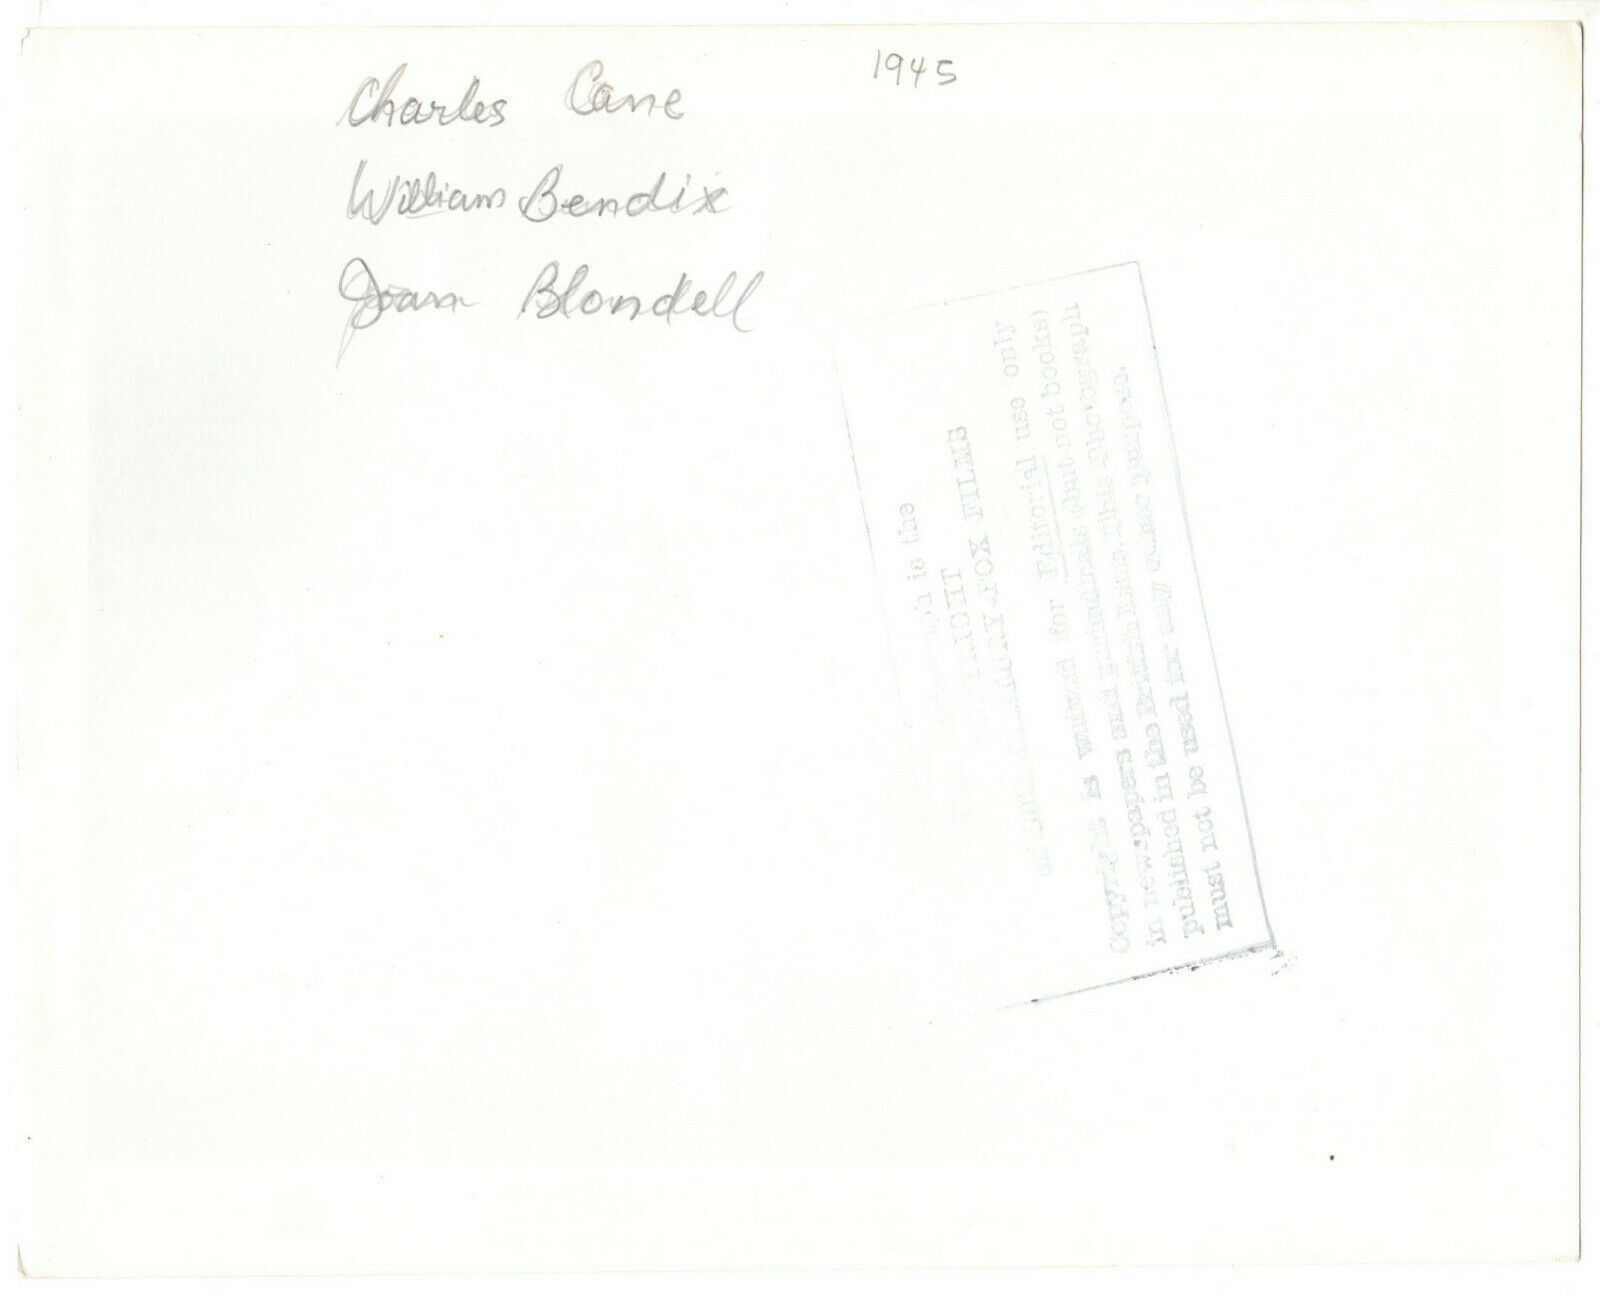 1945
Charles Cane
William Bendix
Joan Blondell
is the
COPYRIGHT
CENTURY-FOX FILMS
Copyright is waived for Editorial use only
in newspapers and periodicals (but not books)
published in the British Isles. This Photograph
must not be used for any other purpose.